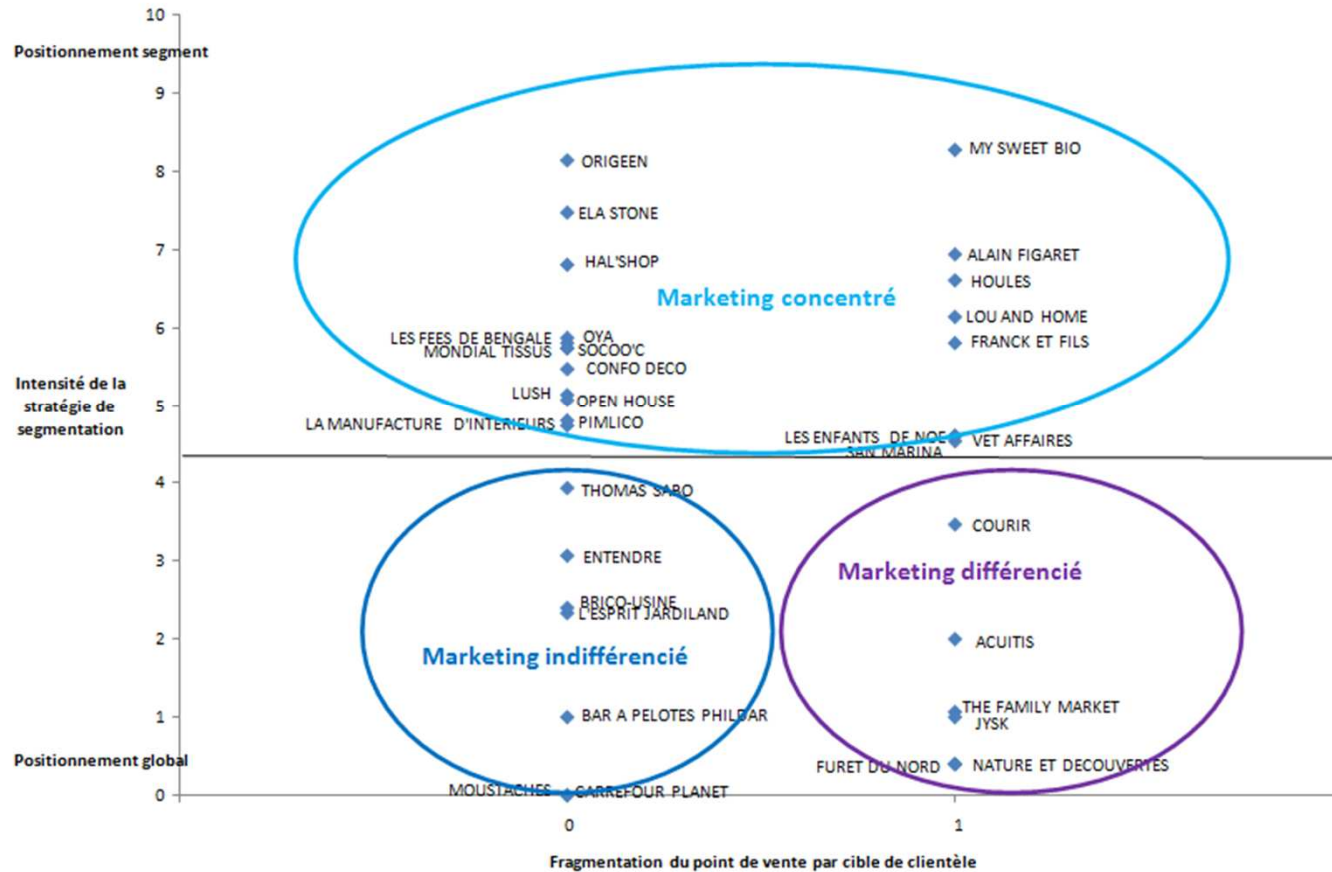 10
Positionnement segment
9
8
7
6
5
4
3
2
1
0
Intensité de la
stratégie de
segmentation
Positionnement global
ORIGEEN
MY SWEET BIO
ELA STONE
HAL'SHOP
ALAIN FIGARET
HOULES
Marketing concentré
LOU AND HOME
LES FEES DE BENGALE
OYA
FRANCK ET FILS
MONDIAL TISSUS
SOCOO'C
CONFO DECO
LUSH
OPEN HOUSE
LA MANUFACTURE D'INTERIEURS
PIMLICO
LES ENFANTS DE NOE
VET AFFAIRES
SAN MARINA
THOMAS SABO
COURIR
ENTENDRE
Marketing différencié
BRICO-USINE
L'ESPRIT JARDILAND
ACUITIS
Marketing indifférencié
THE FAMILY MARKET
BAR A PELOTES PHILDAR
JYSK
FURET DU NORD
NATURE ET DECOUVERTES
MOUSTACHES
CARREFOUR PLANET
0
1
Fragmentation du point de vente par cible de clientèle